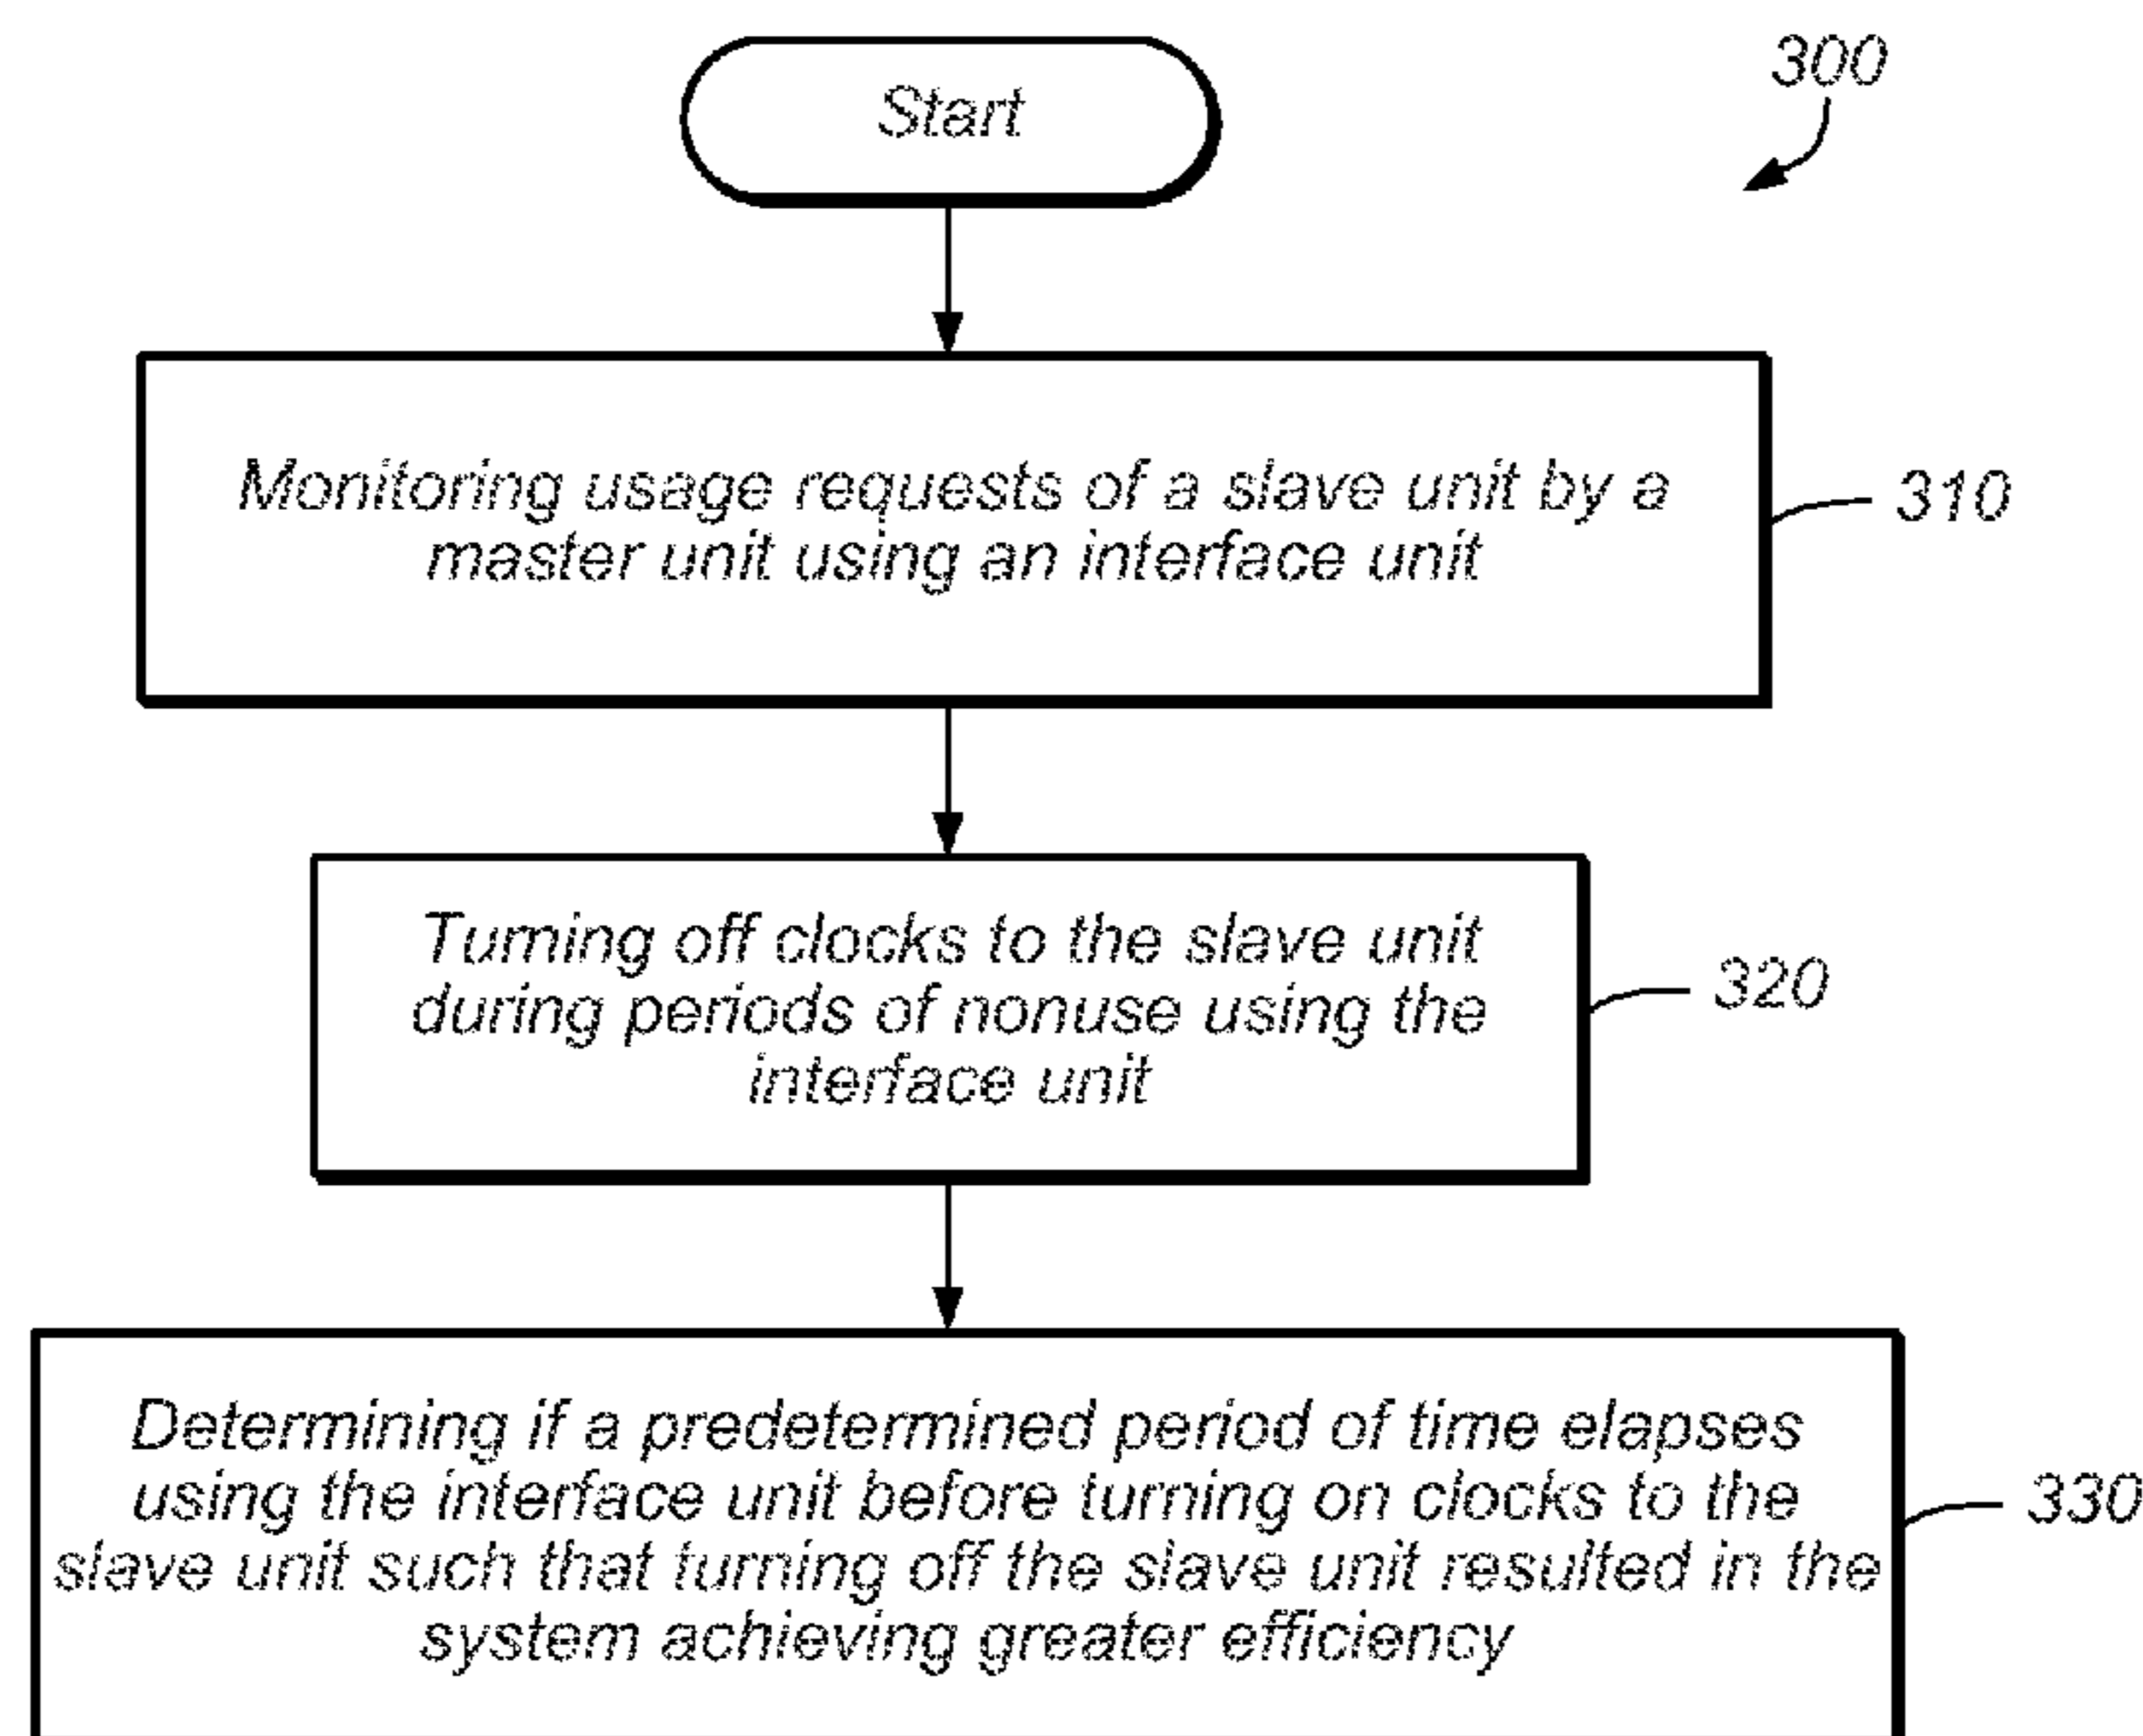 Start
300
Monitoring usage requests of a slave unit by a
master unit using an interface unit
310
Turning off clocks to the slave unit
during periods of nonuse using the
interface unit
320
Determining if a predetermined period of time elapses
using the interface unit before turning on clocks to the
slave unit such that turning off the slave unit resulted in the
system achieving greater efficiency
330